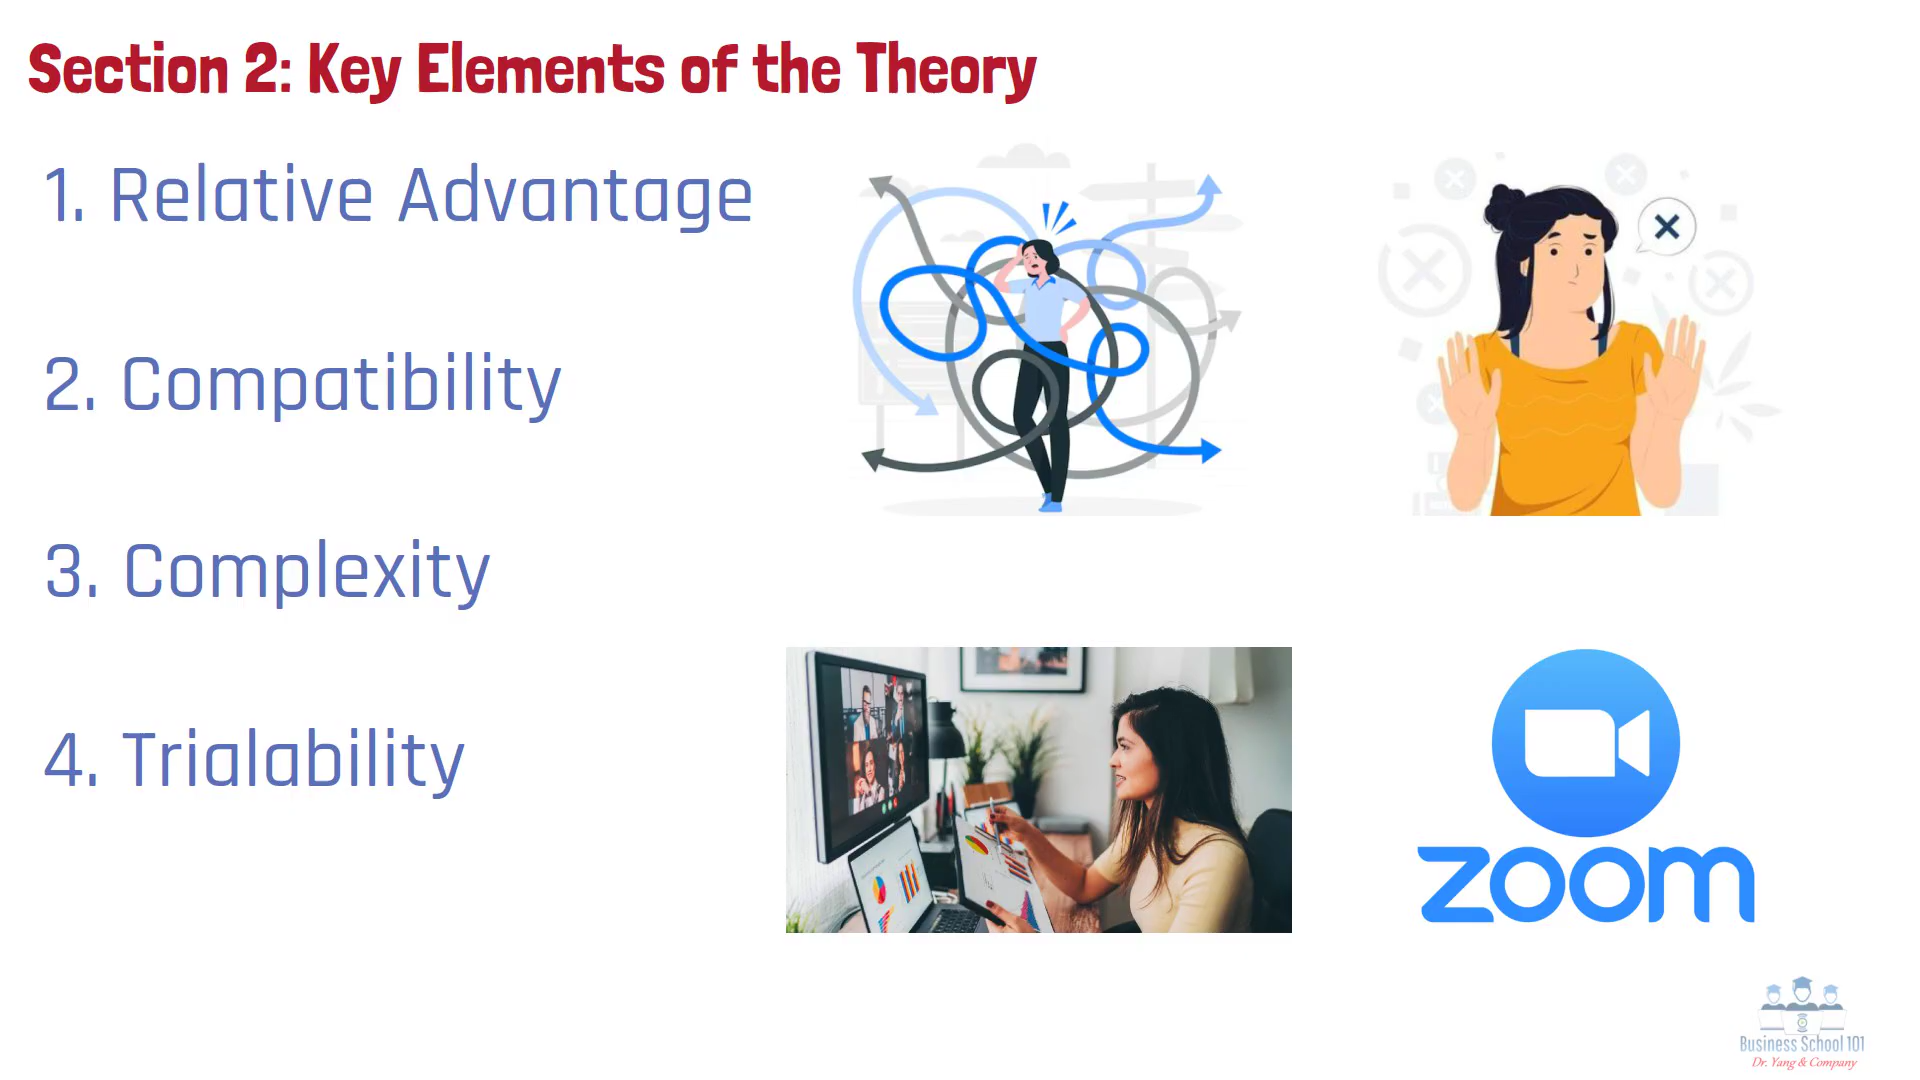 Section 2: Key Elements of the Theory
1. Relative Advantage
2. Compatibility
3. Complexity
4. Trialability
zoom
Business School 101
Dr. Yang & Company